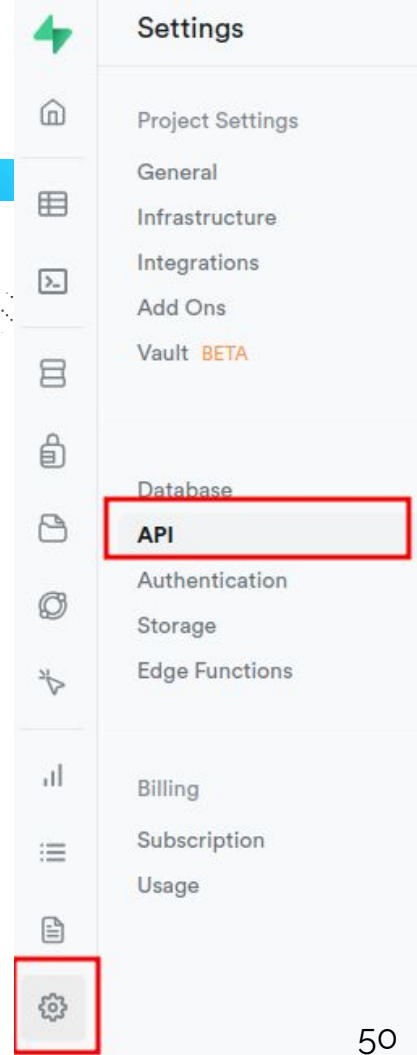 Settings
Project Settings
General
Infrastructure
Integrations
Add Ons
Vault BETA
Database
API
Authentication
Storage
Edge Functions
Billing
Subscription
Usage
50